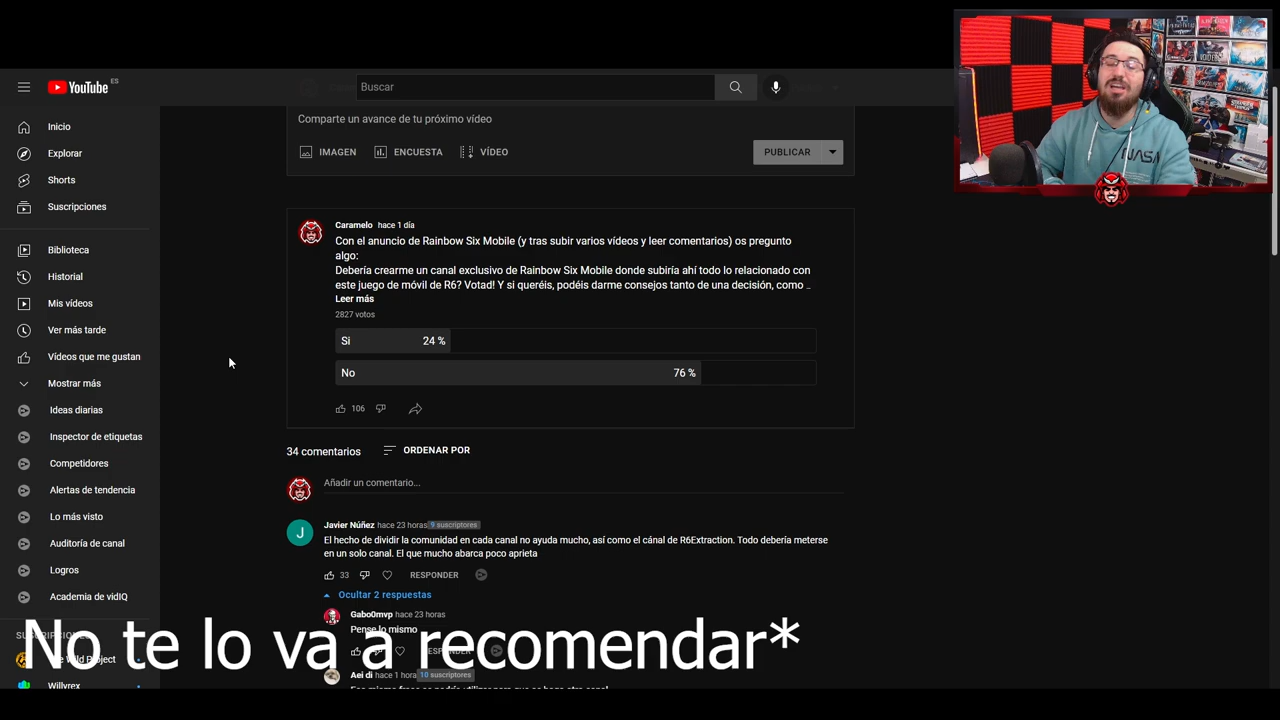 YouTube ES
Buscar
Inicio
Explorar
Shorts
Suscripciones
Biblioteca
Historial
Mis vídeos
Ver más tarde
Vídeos que me gustan
Mostrar más
Ideas diarias
Inspector de etiquetas
Competidores
Alertas de tendencia
Lo más visto
Auditoría de canal
Logros
Academia de vidIQ
Project
Willyrex
Comparte un avance de tu próximo vídeo
IMAGEN ENCUESTA VÍDEO PUBLICAR
Caramelo hace 1 día
Con el anuncio de Rainbow Six Mobile (y tras subir varios vídeos y leer comentarios) os pregunto
algo:
Debería crearme un canal exclusivo de Rainbow Six Mobile donde subiría ahí todo lo relacionado con
este juego de móvil de R6? Votad! Y si queréis, podéis darme consejos tanto de una decisión, como ...
Leer más
2827 votos
Si 24 %
No 76 %
106
34 comentarios ORDENAR POR
Añadir un comentario...
J
Javier Núñez hace 23 horas 9 suscriptores
El hecho de dividir la comunidad en cada canal no ayuda mucho, así como el cánal de R6Extraction. Todo debería meterse
en un solo canal. El que mucho abarca poco aprieta
33 RESPONDER
Ocultar 2 respuestas
Gabo0mvp hace 23 horas
Pense lo mismo
Aei di hace 1 hora 10 suscriptores
No te lo va a recomendar*
NASA